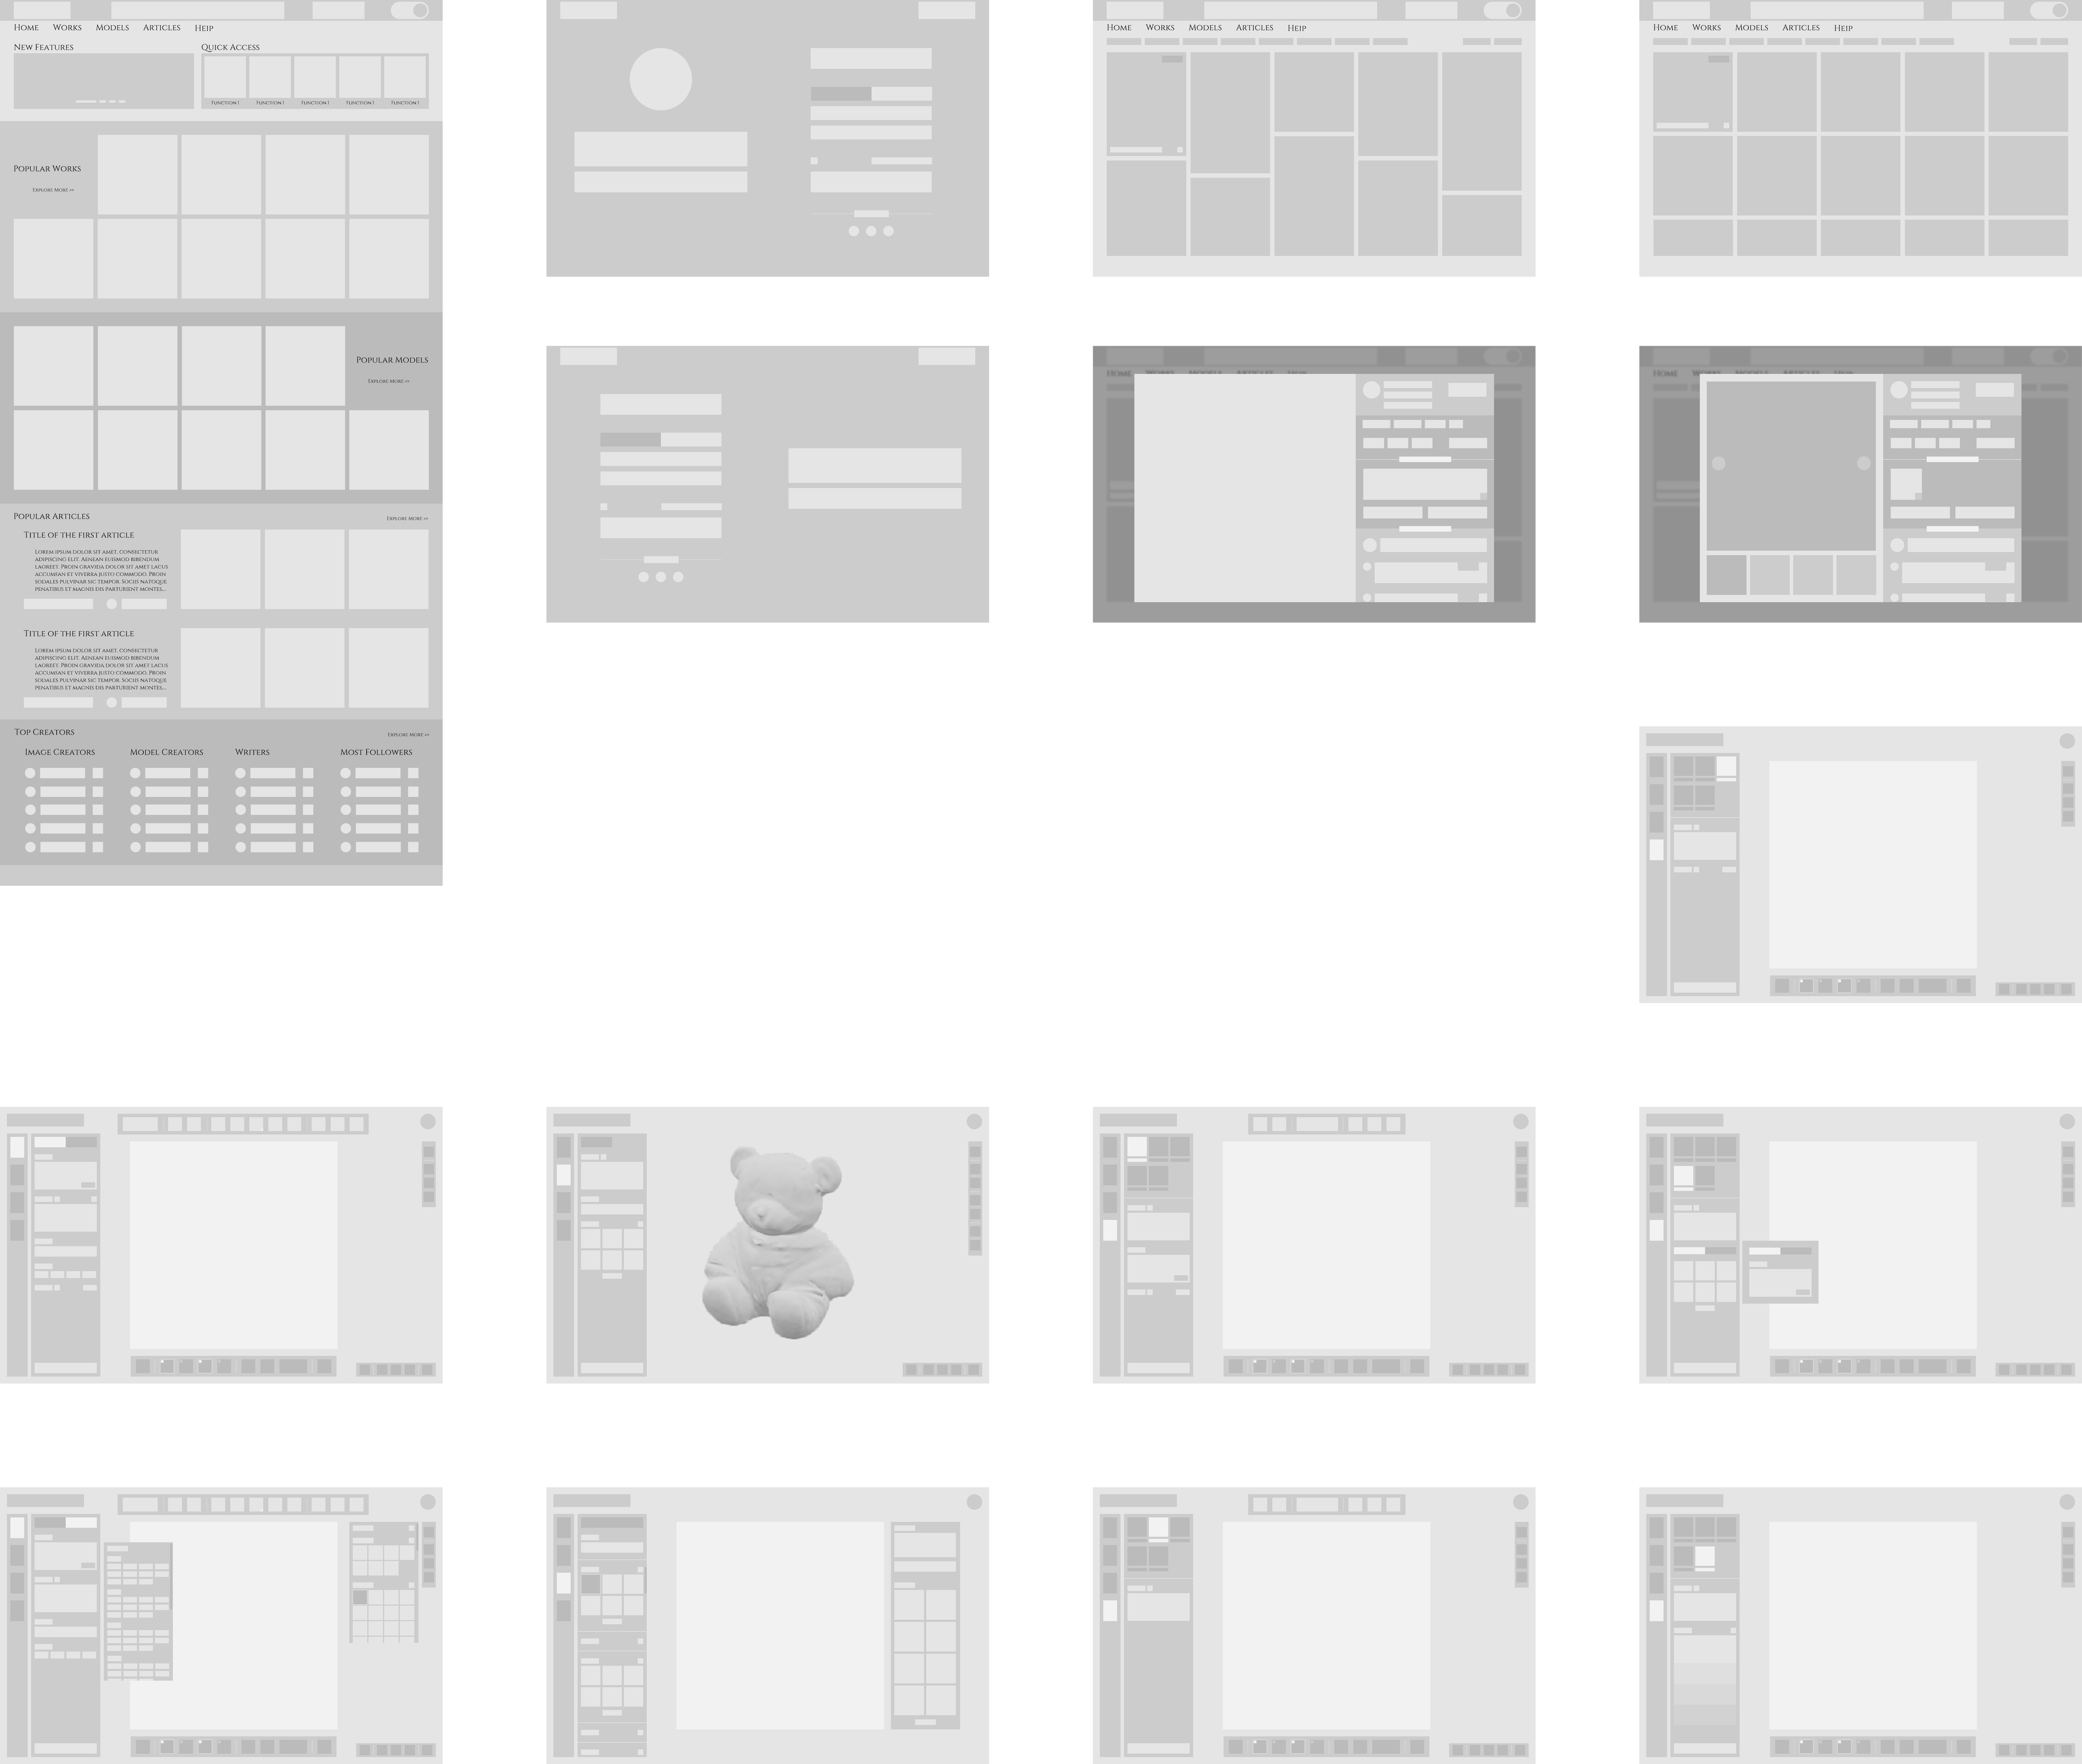 Home Works Models Articles Help
New Features
Quick Access
Function 1 Function 1 Function 1 Function 1 Function 1
Popular Works
Explore More >>
Popular Models
Explore More >>
Popular Articles
Explore More >>
Title of the first article
Lorem ipsum dolor sit amet, consectetur
adipiscing elit. Aenean euismod bibendum
laoreet. Proin gravida dolor sit amet lacus
accumsan et viverra justo commodo. Proin
sodales pulvinar sic tempor. Sociis natoque
penatibus et magnis dis parturient montes...
Title of the first article
Lorem ipsum dolor sit amet, consectetur
adipiscing elit. Aenean euismod bibendum
laoreet. Proin gravida dolor sit amet lacus
accumsan et viverra justo commodo. Proin
sodales pulvinar sic tempor. Sociis natoque
penatibus et magnis dis parturient montes...
Top Creators
Explore More >>
Image Creators Model Creators Writers Most Followers
Home Works Models Articles Help
Home Works Models Articles Help
Home Works Models Articles
Home Works Models Articles